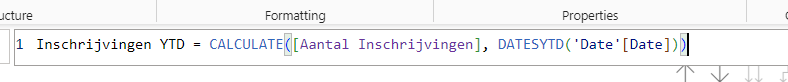 ucture Formatting Properties
1 Inschrijvingen YTD = CALCULATE([Aantal Inschrijvingen], DATESYTD('Date'[Date]))